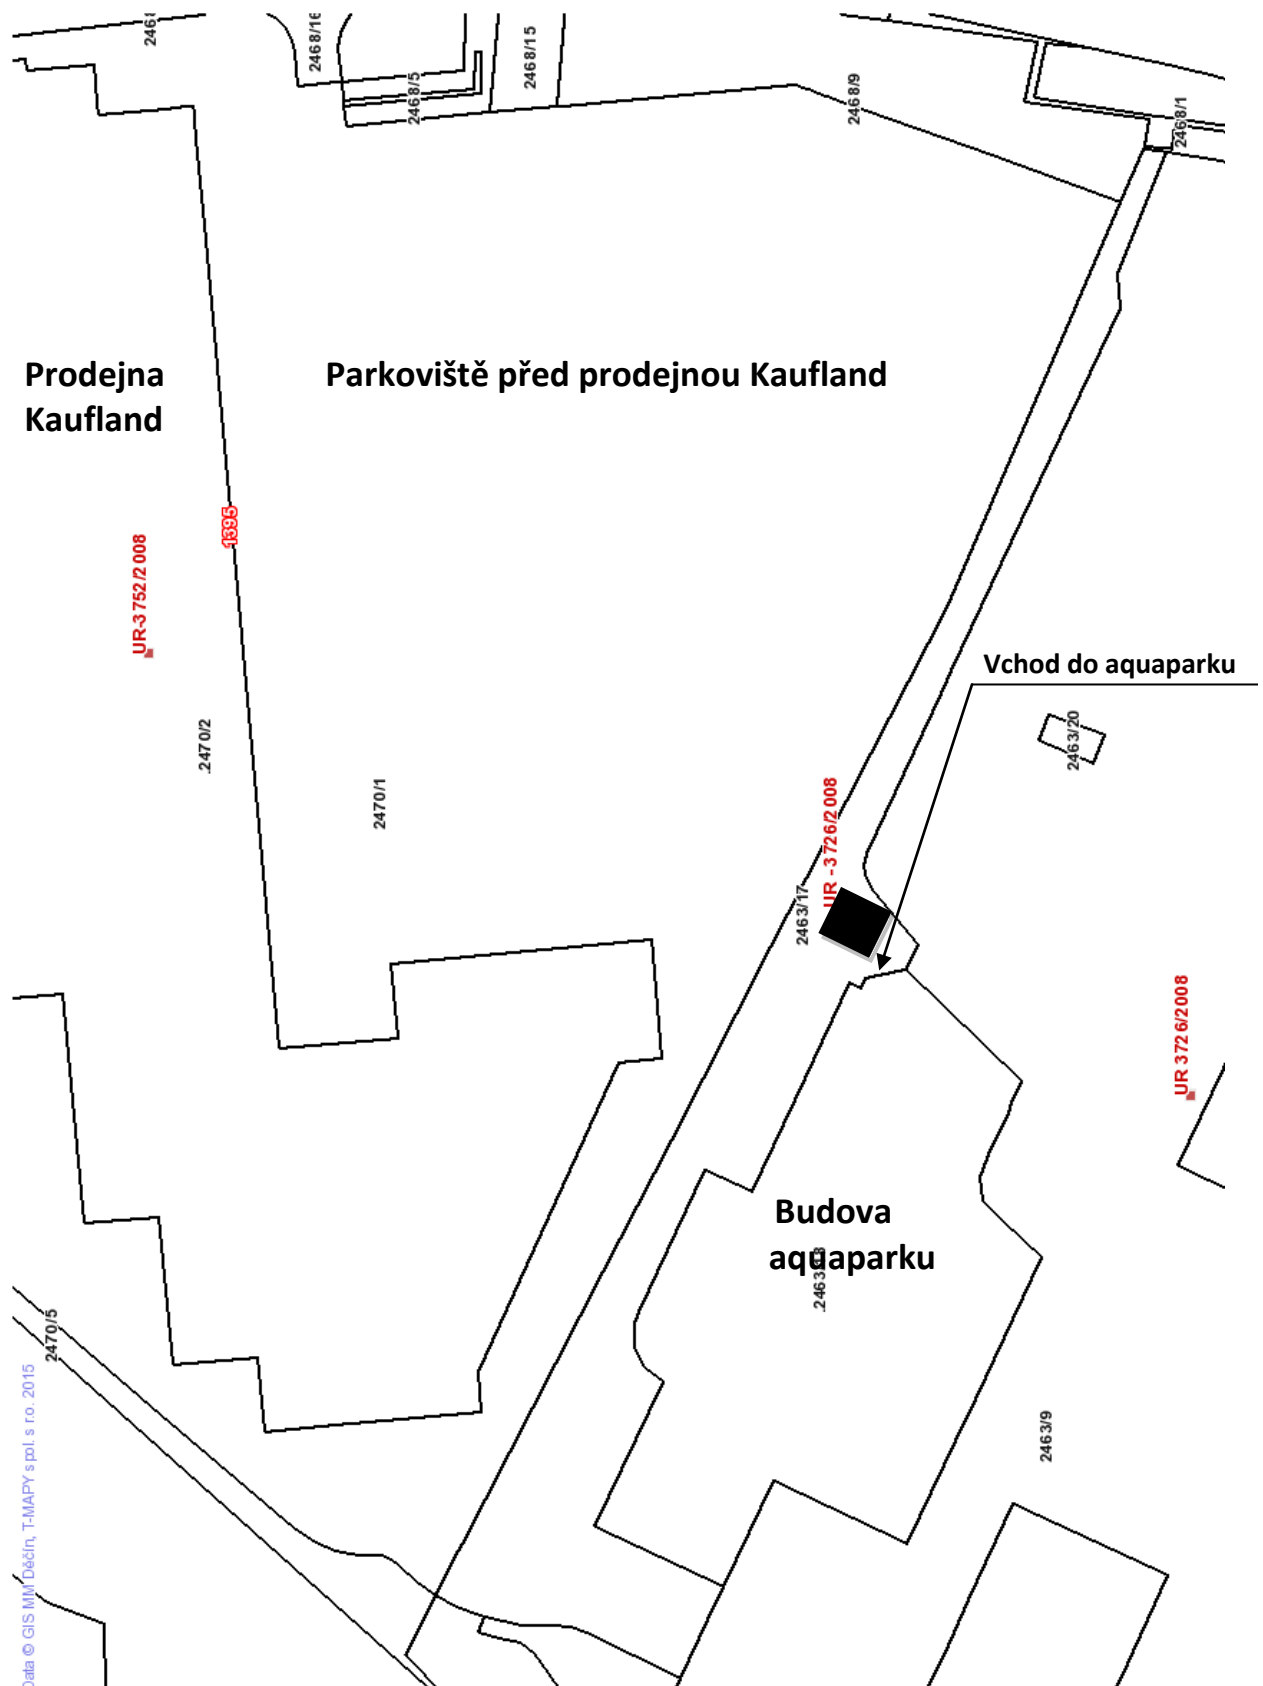 2468/16
2468/15
2468/5
2468/9
2468/1
Prodejna
Kaufland
Parkoviště před prodejnou Kaufland
1395
UR-3752/2008
Vchod do aquaparku
.2470/2
2463/20
2470/1
UR -3726/2008
2463/17
UR 3726/2008
Budova
aquaparku
2470/5
2463/9
Data © GIS MM Děčín, T-MAPY spol. s r.o. 2015